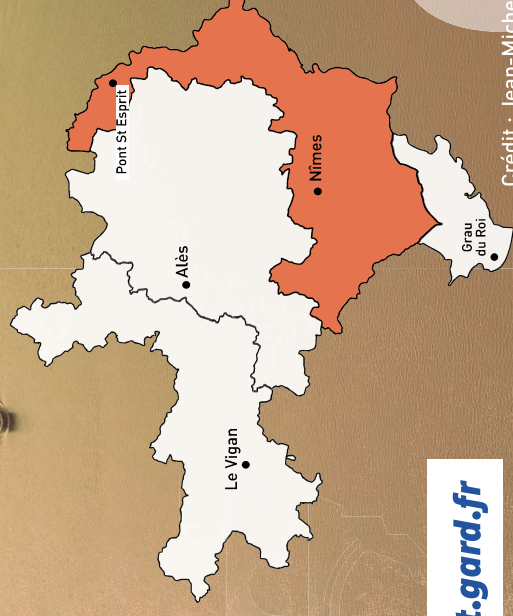 Pont St Esprit
Alès
Nîmes
Le Vigan
Grau
du Roi
Crédit : Jean-Miche
t.gard.fr